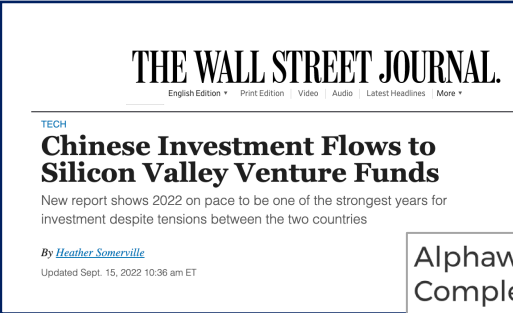 THE WALL STREET JOURNAL.
English Edition ▼ Print Edition Video Audio Latest Headlines More ▼
TECH
Chinese Investment Flows to
Silicon Valley Venture Funds
New report shows 2022 on pace to be one of the strongest years for
investment despite tensions between the two countries
By Heather Somerville
Updated Sept. 15, 2022 10:36 am ET